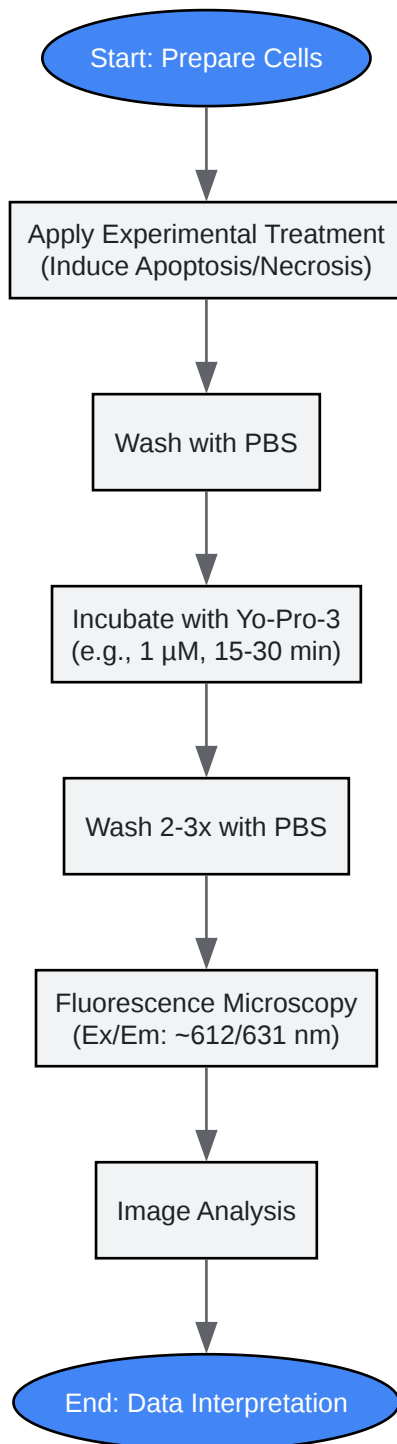 Start: Prepare Cells
Apply Experimental Treatment
(Induce Apoptosis/Necrosis)
Wash with PBS
Incubate with Yo-Pro-3
(e.g., 1 µM, 15-30 min)
Wash 2-3x with PBS
Fluorescence Microscopy
(Ex/Em: ~612/631 nm)
Image Analysis
End: Data Interpretation